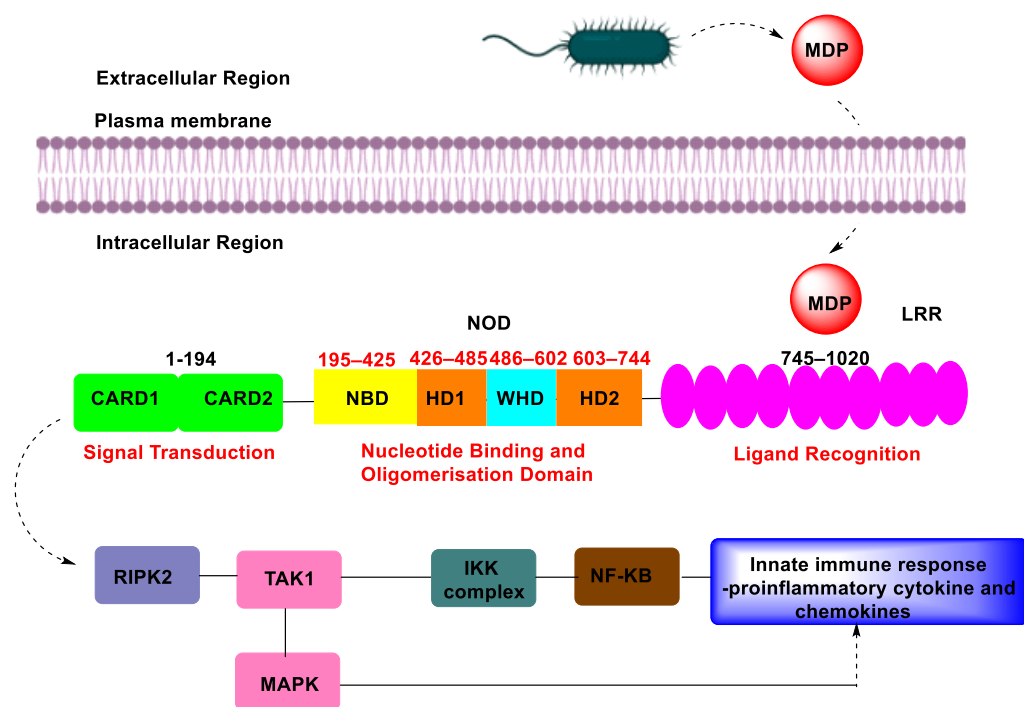 MDP
Extracellular Region
Plasma membrane
Intracellular Region
MDP
LRR
NOD
1-194
195–425
426–485
486–602
603–744
745–1020
CARD1
CARD2
NBD
HD1
WHD
HD2
Signal Transduction
Nucleotide Binding and
Oligomerisation Domain
Ligand Recognition
RIPK2
TAK1
IKK
complex
NF-KB
Innate immune response
-proinflammatory cytokine and
chemokines
MAPK